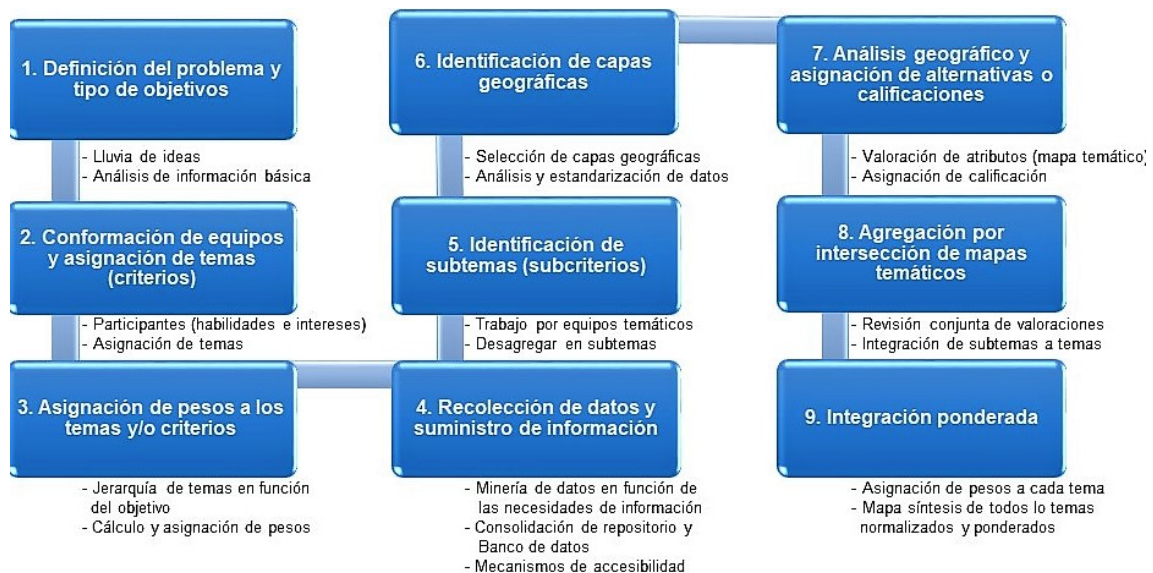 1. Definición del problema y
tipo de objetivos
- Lluvia de ideas
- Análisis de información básica
2. Conformación de equipos
y asignación de temas
(criterios)
- Participantes (habilidades e intereses)
- Asignación de temas
3. Asignación de pesos a los
temas y/o criterios
- Jerarquía de temas en función
del objetivo
- Cálculo y asignación de pesos
4. Recolección de datos y
suministro de información
- Minería de datos en función de
las necesidades de información
- Consolidación de repositorio y
Banco de datos
- Mecanismos de accesibilidad
5. Identificación de
subtemas (subcriterios)
- Trabajo por equipos temáticos
- Desagregar en subtemas
6. Identificación de capas
geográficas
- Selección de capas geográficas
- Análisis y estandarización de datos
7. Análisis geográfico y
asignación de alternativas o
calificaciones
- Valoración de atributos (mapa temático)
- Asignación de calificación
8. Agregación por
intersección de mapas
temáticos
- Revisión conjunta de valoraciones
- Integración de subtemas a temas
9. Integración ponderada
- Asignación de pesos a cada tema
- Mapa síntesis de todos lo temas
normalizados y ponderados